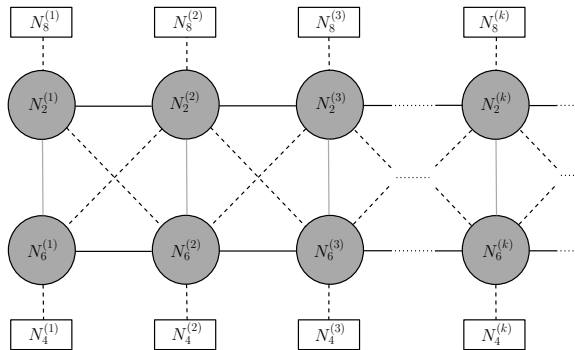 N_8^{(1)} N_8^{(2)} N_8^{(3)} N_8^{(k)}
N_2^{(1)} N_2^{(2)} N_2^{(3)} N_2^{(k)}
N_6^{(1)} N_6^{(2)} N_6^{(3)} N_6^{(k)}
N_4^{(1)} N_4^{(2)} N_4^{(3)} N_4^{(k)}